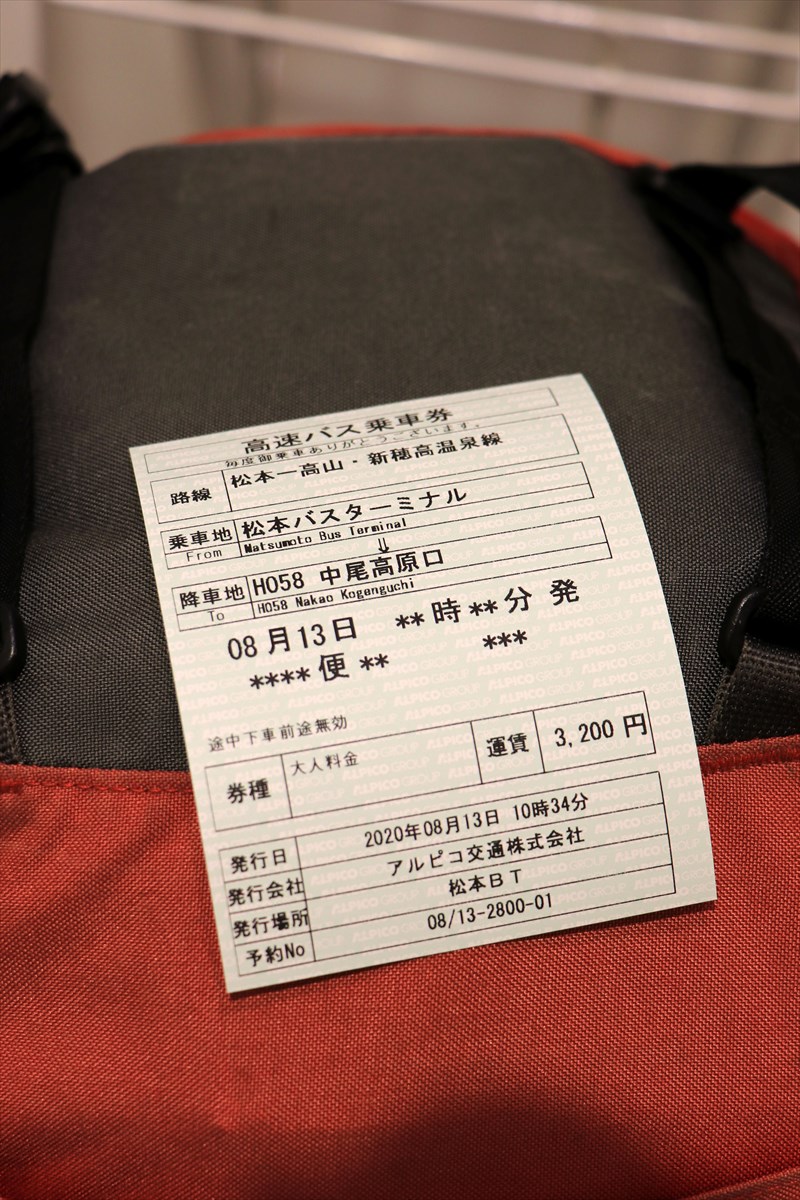 高速バス乗車券
毎度御乗車ありがとうございます。
路線 松本ー高山・新穂高温泉線
乗車地 松本バスターミナル
From Matsumoto Bus Terminal
⇓
降車地 H058 中尾高原口
To H058 Nakao Kogenguchi
08月13日 **時**分 発
****便 ** ***
途中下車前途無効
券種 大人料金 運賃 3,200 円
発行日 2020年08月13日 10時34分
発行会社 アルピコ交通株式会社
発行場所 松本BT
予約No 08/13-2800-01
ALPICO GROUP